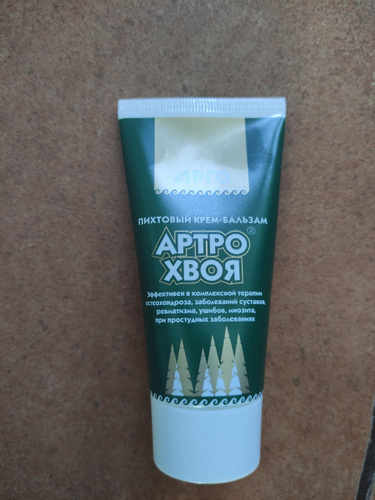 ПИХТОВЫЙ КРЕМ-БАЛЬЗАМ
АРТРО®
ХВОЯ
Эффективен в комплексной терапии
остеохондроза, заболеваний суставов,
ревматизма, ушибов, миозита,
при простудных заболеваниях